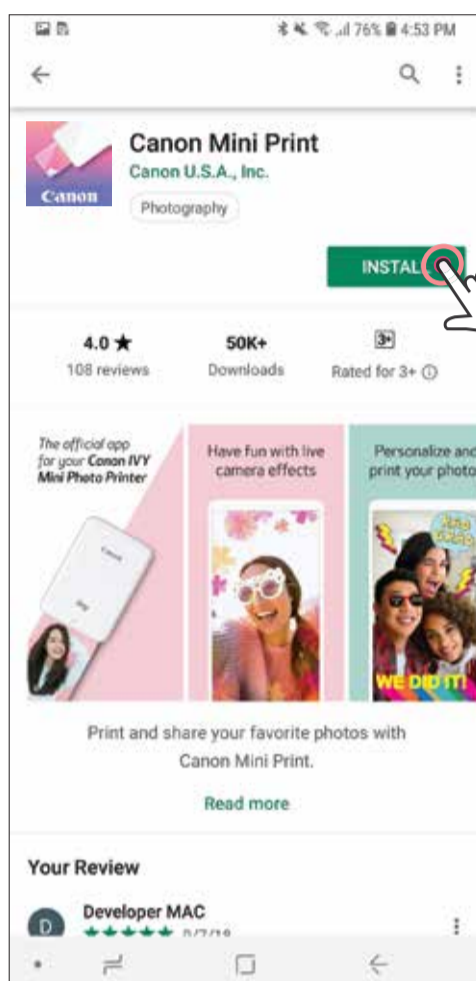 76% 4:53 PM
Canon Mini Print
Canon U.S.A., Inc.
Canon
Photography
INSTAL
4.0 ★
108 reviews
50K+
Downloads
3+
Rated for 3+
The official app
for your Canon IVY
Mini Photo Printer
Canon
Have fun with live
camera effects
Personalize and
print your photo
WE DID IT!
Print and share your favorite photos with
Canon Mini Print.
Read more
Your Review
D
Developer MAC